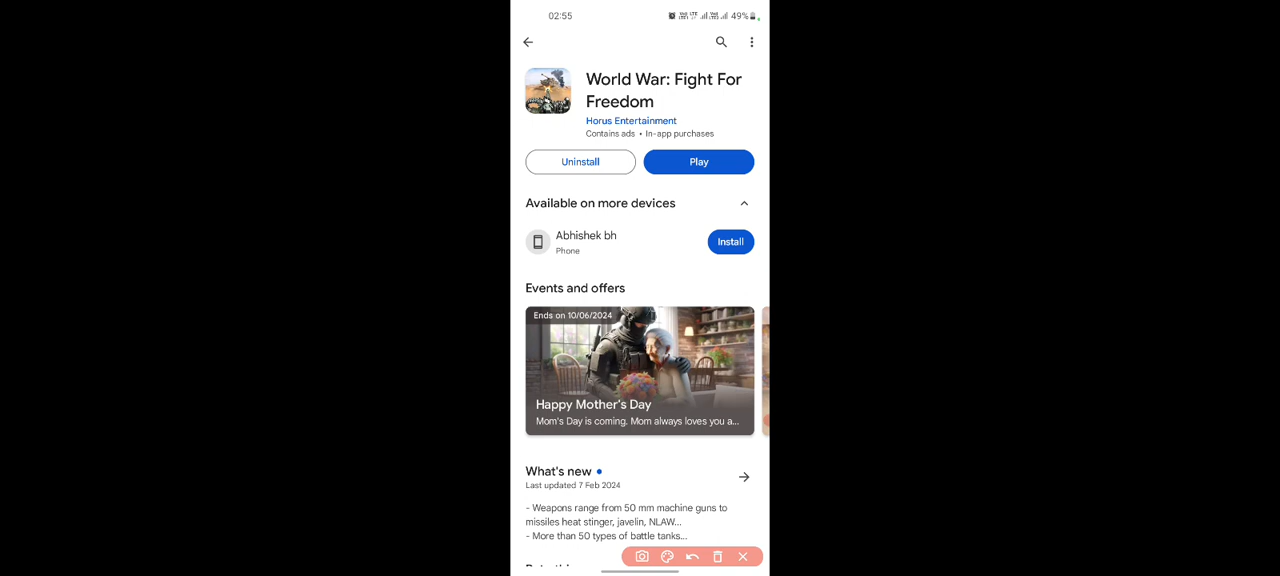 02:55
49%
World War: Fight For
Freedom
Horus Entertainment
Contains ads • In-app purchases
Uninstall
Play
Available on more devices
Abhishek bh
Phone
Install
Events and offers
Ends on 10/06/2024
Happy Mother's Day
Mom's Day is coming. Mom always loves you a...
What's new
Last updated 7 Feb 2024
- Weapons range from 50 mm machine guns to
missiles heat stinger, javelin, NLAW...
- More than 50 types of battle tanks...